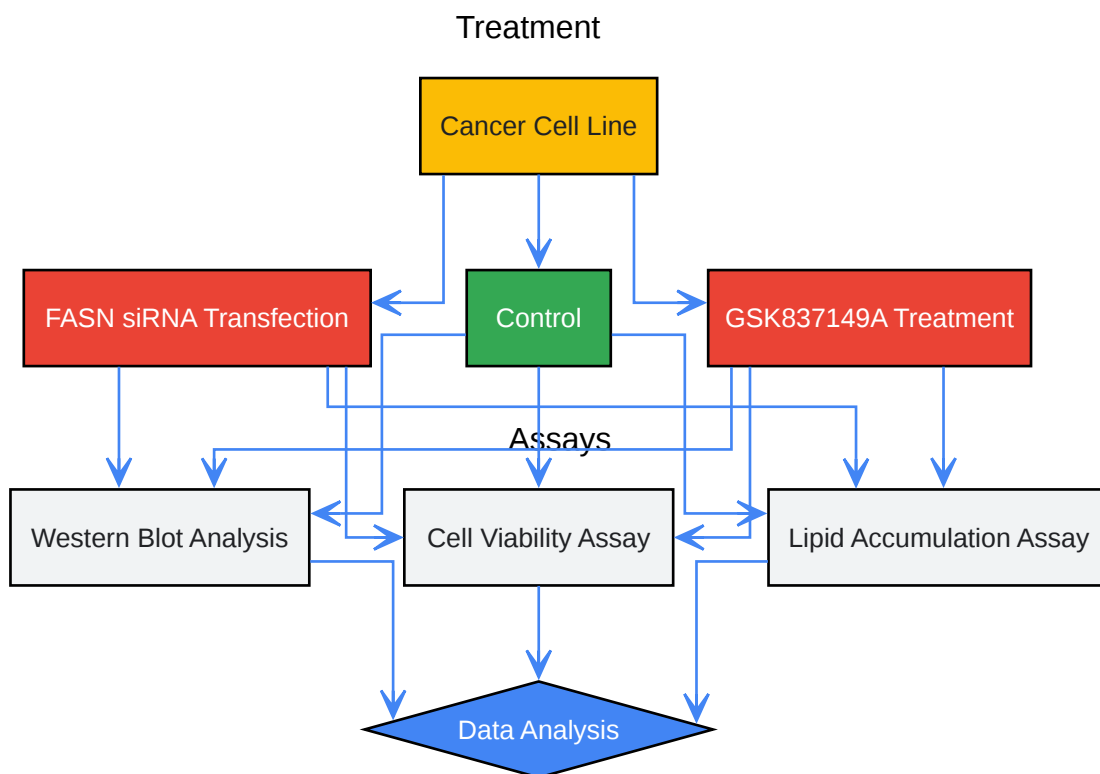 Treatment
Cancer Cell Line
FASN siRNA Transfection
Control
GSK837149A Treatment
Assays
Western Blot Analysis
Cell Viability Assay
Lipid Accumulation Assay
Data Analysis